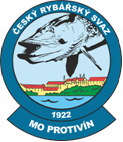 ČESKÝ RYBÁŘSKÝ SVAZ
1922
MO PROTIVÍN